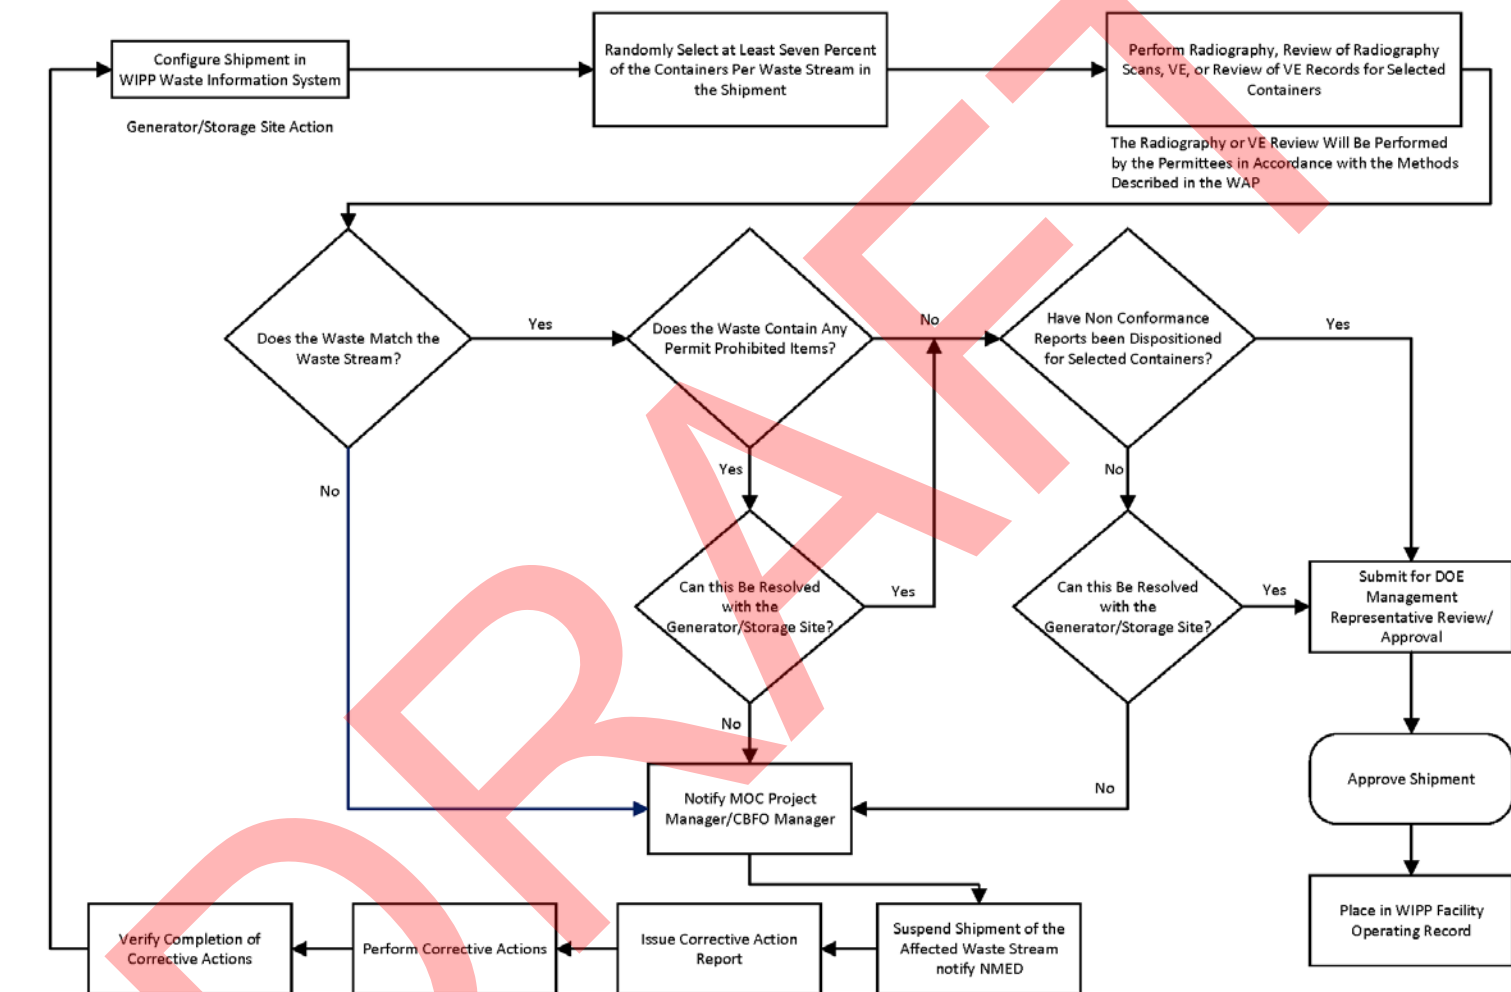 Configure Shipment in
WIPP Waste Information System
Generator/Storage Site Action
Randomly Select at Least Seven Percent
of the Containers Per Waste Stream in
the Shipment
Perform Radiography, Review of Radiography
Scans, VE, or Review of VE Records for Selected
Containers
The Radiography or VE Review Will Be Performed
by the Permittees in Accordance with the Methods
Described in the WAP
Does the Waste Match the
Waste Stream?
Yes
No
Does the Waste Contain Any
Permit Prohibited Items?
No
Yes
Have Non Conformance
Reports been Dispositioned
for Selected Containers?
Yes
No
Can this Be Resolved
with the
Generator/Storage Site?
Yes
No
Can this Be Resolved
with the
Generator/Storage Site?
Yes
No
Submit for DOE
Management
Representative Review/
Approval
Approve Shipment
Place in WIPP Facility
Operating Record
Notify MOC Project
Manager/CBFO Manager
Suspend Shipment of the
Affected Waste Stream
notify NMED
Issue Corrective Action
Report
Perform Corrective Actions
Verify Completion of
Corrective Actions
DRAFT